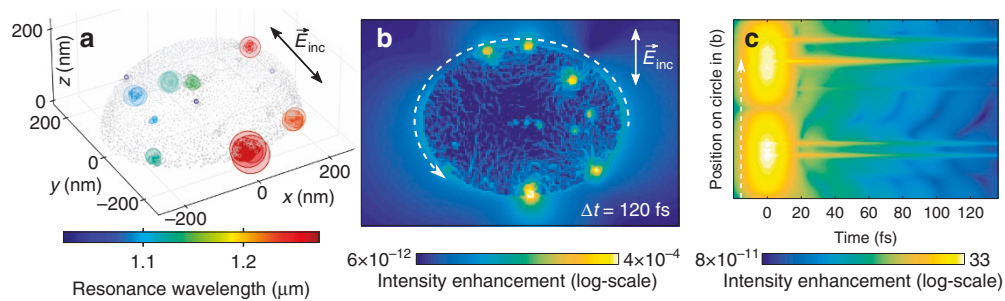 a
z (nm)
200
0
200
0
−200
y (nm)
−200
0
200
x (nm)
E⃗inc
1.1
1.2
Resonance wavelength (μm)
b
E⃗inc
Δt = 120 fs
6×10−12
4×10−4
Intensity enhancement (log-scale)
c
Position on circle in (b)
0
20
40
60
80
100
120
Time (fs)
8×10−11
33
Intensity enhancement (log-scale)